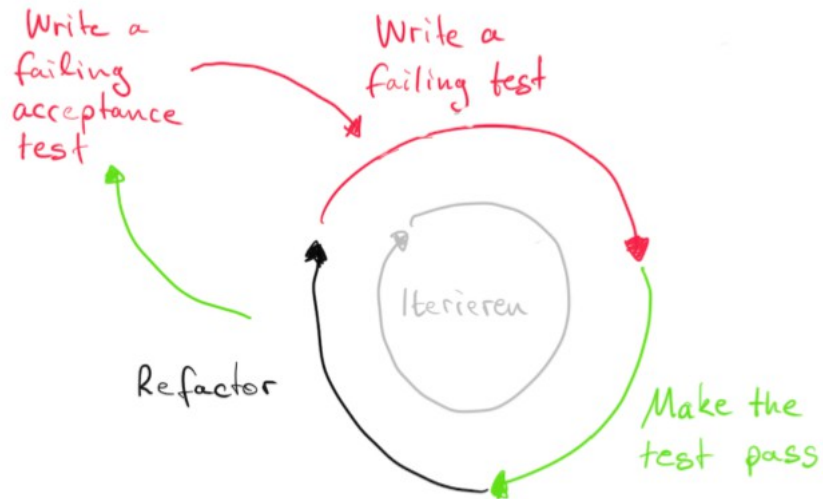 Write a
failing
acceptance
test
Write a
failing test
Iterieren
Refactor
Make the
test pass